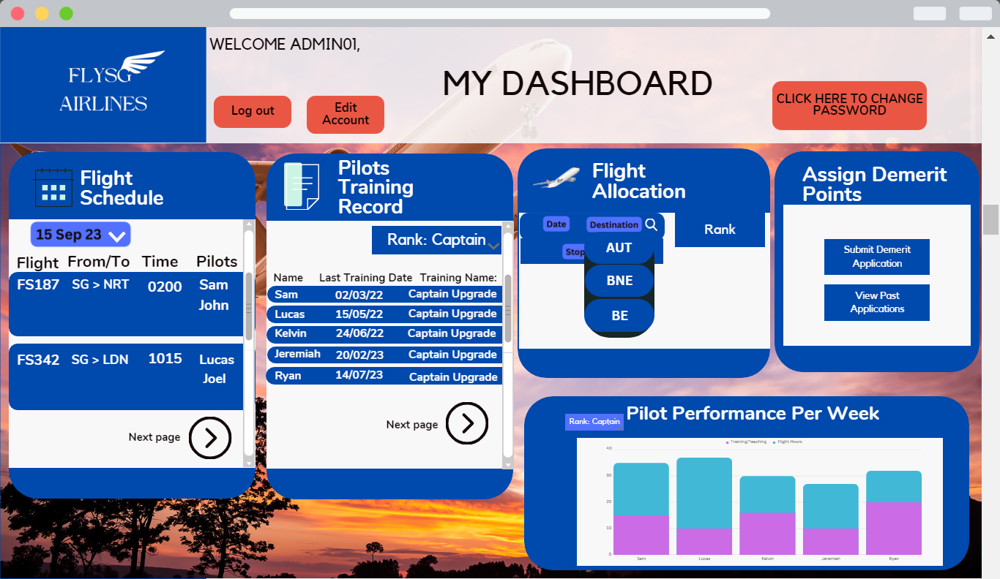 FLYSG
AIRLINES
WELCOME ADMIN01,
MY DASHBOARD
Log out
Edit
Account
CLICK HERE TO CHANGE
PASSWORD
Flight
Schedule
15 Sep 23
Flight From/To Time Pilots
FS187 SG > NRT 0200 Sam
John
FS342 SG > LDN 1015 Lucas
Joel
Next page
Pilots
Training
Record
Rank: Captain
Name Last Training Date Training Name:
Sam 02/03/22 Captain Upgrade
Lucas 15/05/22 Captain Upgrade
Kelvin 24/06/22 Captain Upgrade
Jeremiah 20/02/23 Captain Upgrade
Ryan 14/07/23 Captain Upgrade
Next page
Flight
Allocation
Date Destination
Rank
Stop
AUT
BNE
BE
Assign Demerit
Points
Submit Demerit
Application
View Past
Applications
Pilot Performance Per Week
Rank: Captain
Training/Teaching Flight Hours
40
30
20
10
0
Sam Lucas Kelvin Jeremiah Ryan